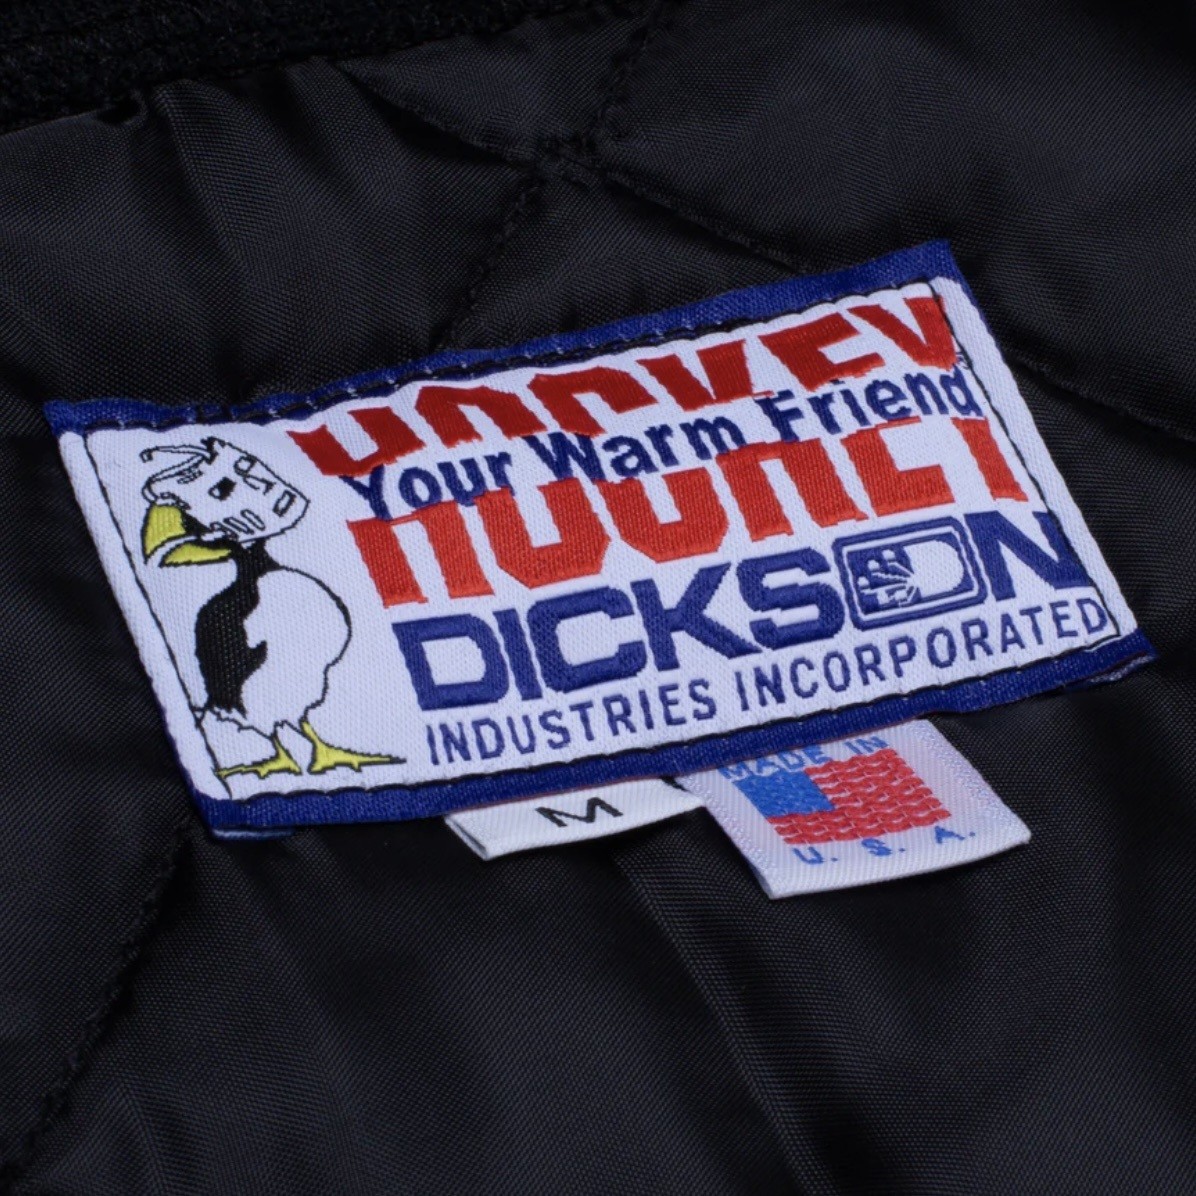 HOCKEY
Your Warm Friend
DICKSON
INDUSTRIES INCORPORATED
M
MADE IN
U. S. A.